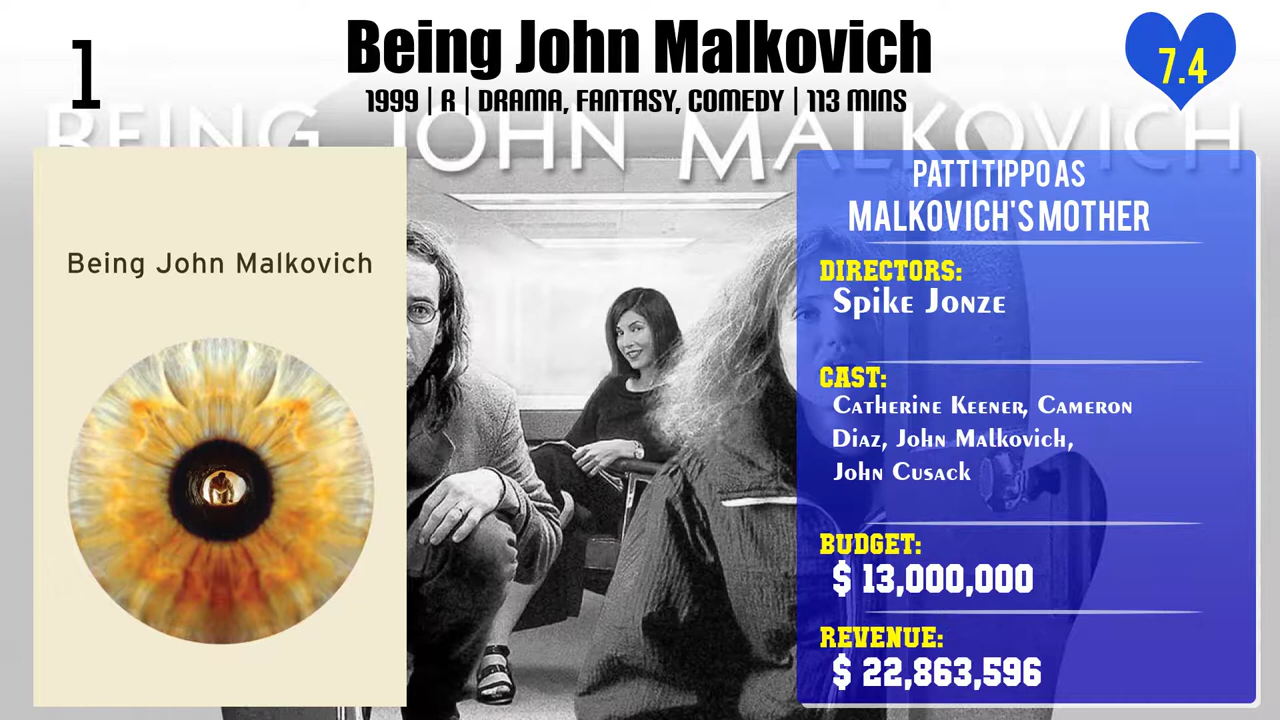 1
Being John Malkovich
1999 | R | DRAMA, FANTASY, COMEDY | 113 MINS
7.4
BEING JOHN MALKOVICH
Being John Malkovich
PATTI TIPPO AS
MALKOVICH'S MOTHER
DIRECTORS:
Spike Jonze
CAST:
Catherine Keener, Cameron
Diaz, John Malkovich,
John Cusack
BUDGET:
$ 13,000,000
REVENUE:
$ 22,863,596